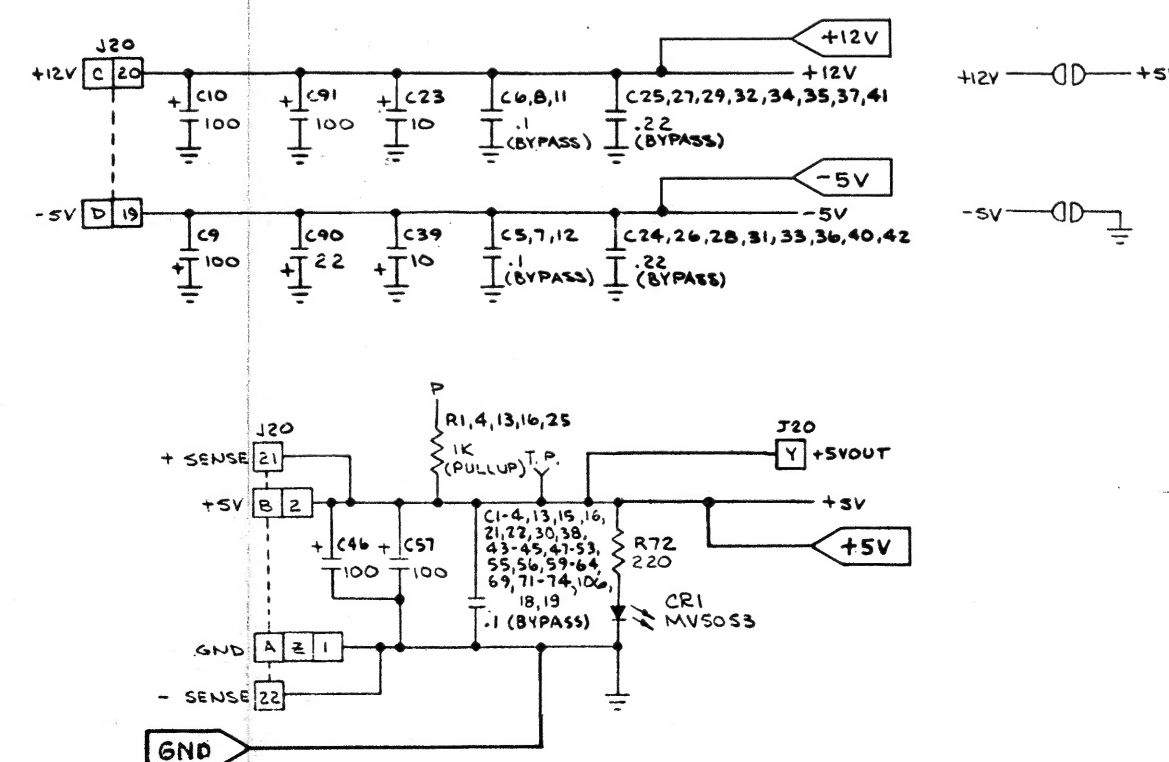 J20
+12V C 20
+ C10 100
+ C91 100
+ C23 10
C6,8,11
.1
(BYPASS)
C25,27,29,32,34,35,37,41
.22
(BYPASS)
+12V
+12V
+12V
-5V D 19
C9
+ 100
C90
+ 22
C39
+ 10
C5,7,12
.1
(BYPASS)
C24,26,28,31,33,36,40,42
.22
(BYPASS)
-5V
-5V
-5V
P
R1,4,13,16,25
1K
(PULLUP)
T.P.
J20
+ SENSE 21
+5V B 2
+ C46
100
+ C57
100
C1-4,13,15,16,
21,22,30,38,
43-45,47-53,
55,56,59-64,
69,71-74,106,
18,19
.1 (BYPASS)
R72
220
CR1
MV5053
J20
Y +5VOUT
+5V
+5V
GND A Z 1
- SENSE 22
GND